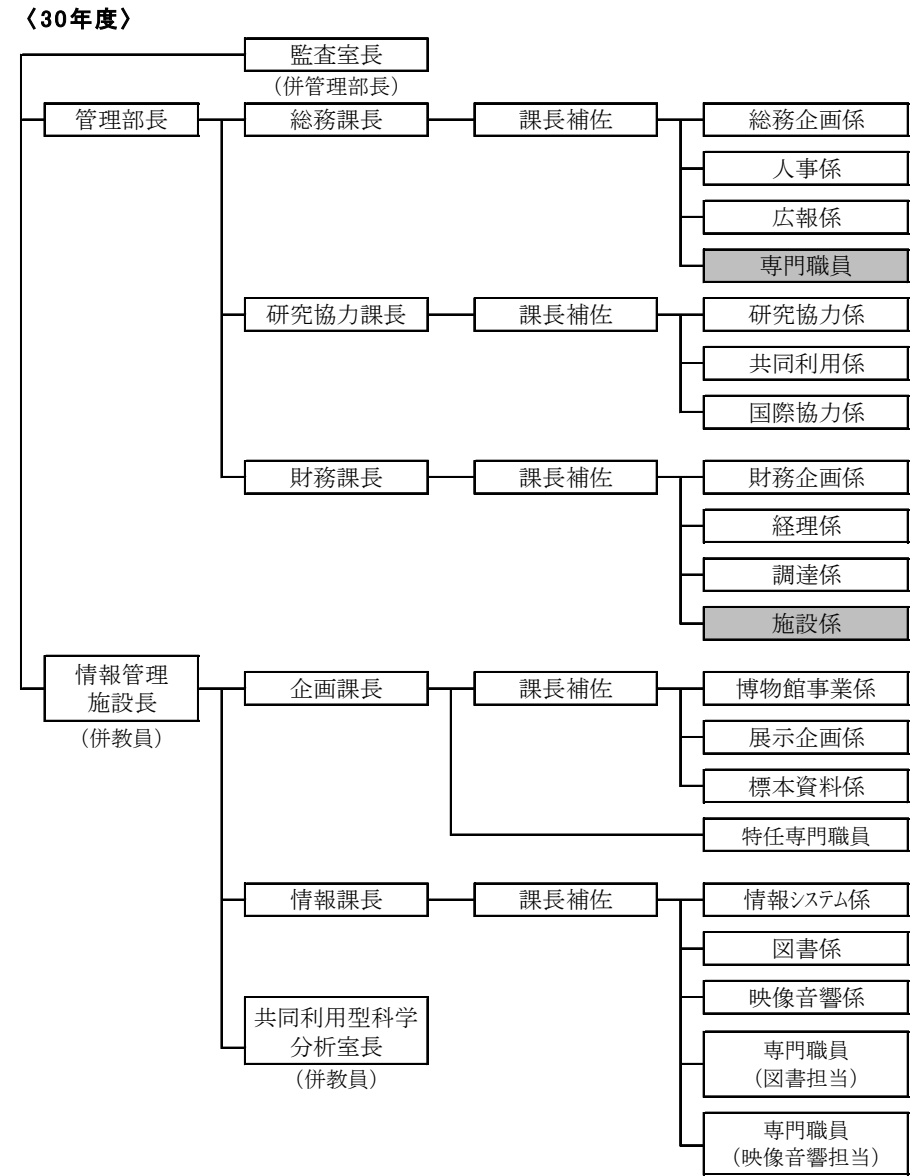 〈30年度〉
監査室長
（併管理部長）
管理部長
総務課長
課長補佐
総務企画係
人事係
広報係
専門職員
研究協力課長
課長補佐
研究協力係
共同利用係
国際協力係
財務課長
課長補佐
財務企画係
経理係
調達係
施設係
情報管理
施設長
（併教員）
企画課長
課長補佐
博物館事業係
展示企画係
標本資料係
特任専門職員
情報課長
課長補佐
情報システム係
図書係
映像音響係
専門職員
（図書担当）
専門職員
（映像音響担当）
共同利用型科学
分析室長
（併教員）